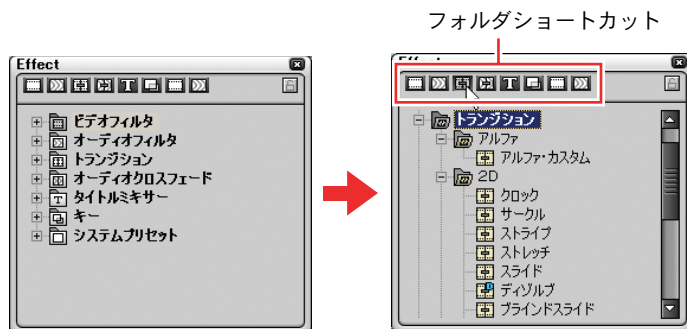 フォルダショートカット
Effect
ビデオフィルタ
オーディオフィルタ
トランジション
オーディオクロスフェード
タイトルミキサー
キー
システムプリセット
トランジション
アルファ
アルファ・カスタム
2D
クロック
サークル
ストライプ
ストレッチ
スライド
ディゾルブ
ブラインドスライド